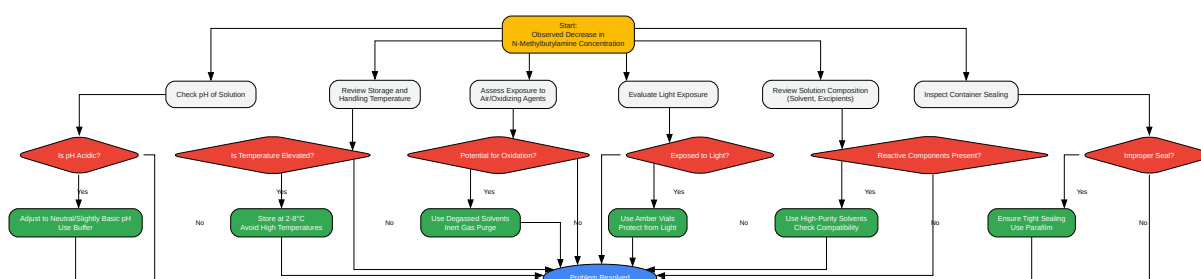 Start:
Observed Decrease in
N-Methylbutylamine Concentration
Check pH of Solution
Review Storage and
Handling Temperature
Assess Exposure to
Air/Oxidizing Agents
Evaluate Light Exposure
Review Solution Composition
(Solvent, Excipients)
Inspect Container Sealing
Is pH Acidic?
Is Temperature Elevated?
Potential for Oxidation?
Exposed to Light?
Reactive Components Present?
Improper Seal?
Yes
Yes
Yes
Yes
Yes
Yes
Adjust to Neutral/Slightly Basic pH
Use Buffer
No
Store at 2-8°C
Avoid High Temperatures
No
Use Degassed Solvents
Inert Gas Purge
No
Use Amber Vials
Protect from Light
No
Use High-Purity Solvents
Check Compatibility
No
Ensure Tight Sealing
Use Parafilm
No
Problem Resolved